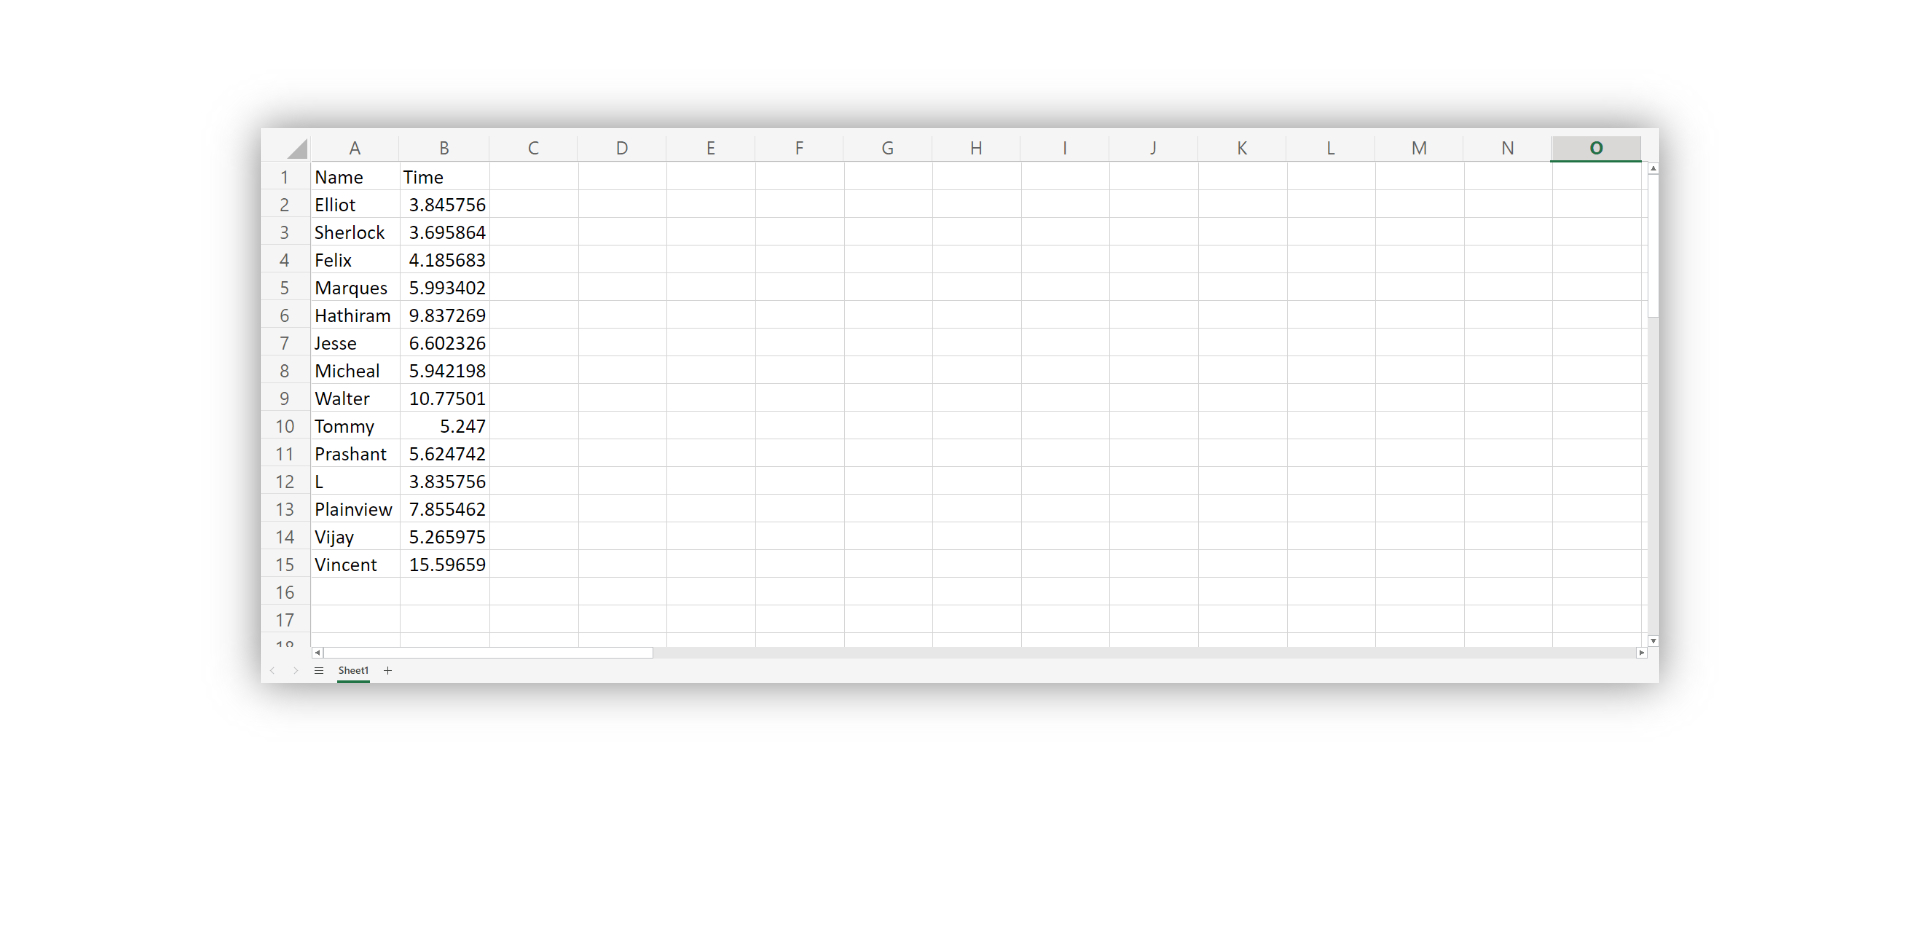 A B C D E F G H I J K L M N O
1 Name Time
2 Elliot 3.845756
3 Sherlock 3.695864
4 Felix 4.185683
5 Marques 5.993402
6 Hathiram 9.837269
7 Jesse 6.602326
8 Micheal 5.942198
9 Walter 10.77501
10 Tommy 5.247
11 Prashant 5.624742
12 L 3.835756
13 Plainview 7.855462
14 Vijay 5.265975
15 Vincent 15.59659
16
17
18
Sheet1